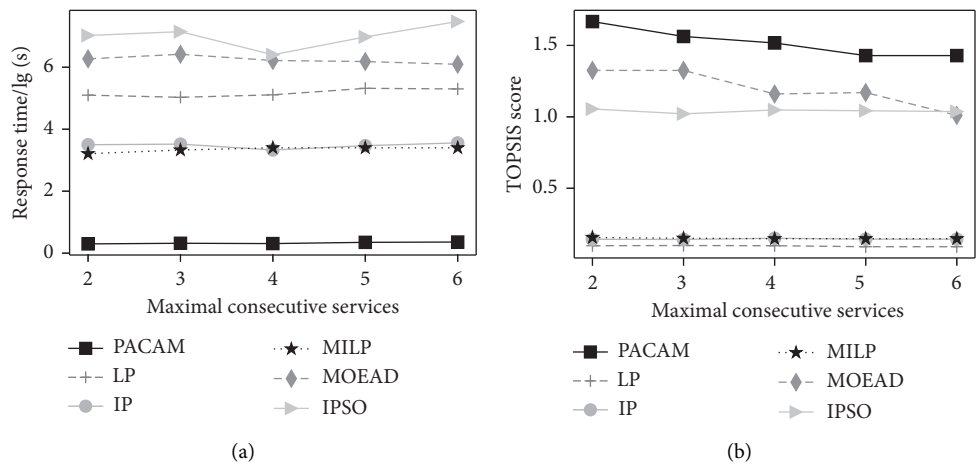 Response time/lg (s)
6
4
2
0
2 3 4 5 6
Maximal consecutive services
PACAM
LP
IP
MILP
MOEAD
IPSO
(a)
TOPSIS score
1.5
1.0
0.5
2 3 4 5 6
Maximal consecutive services
PACAM
LP
IP
MILP
MOEAD
IPSO
(b)